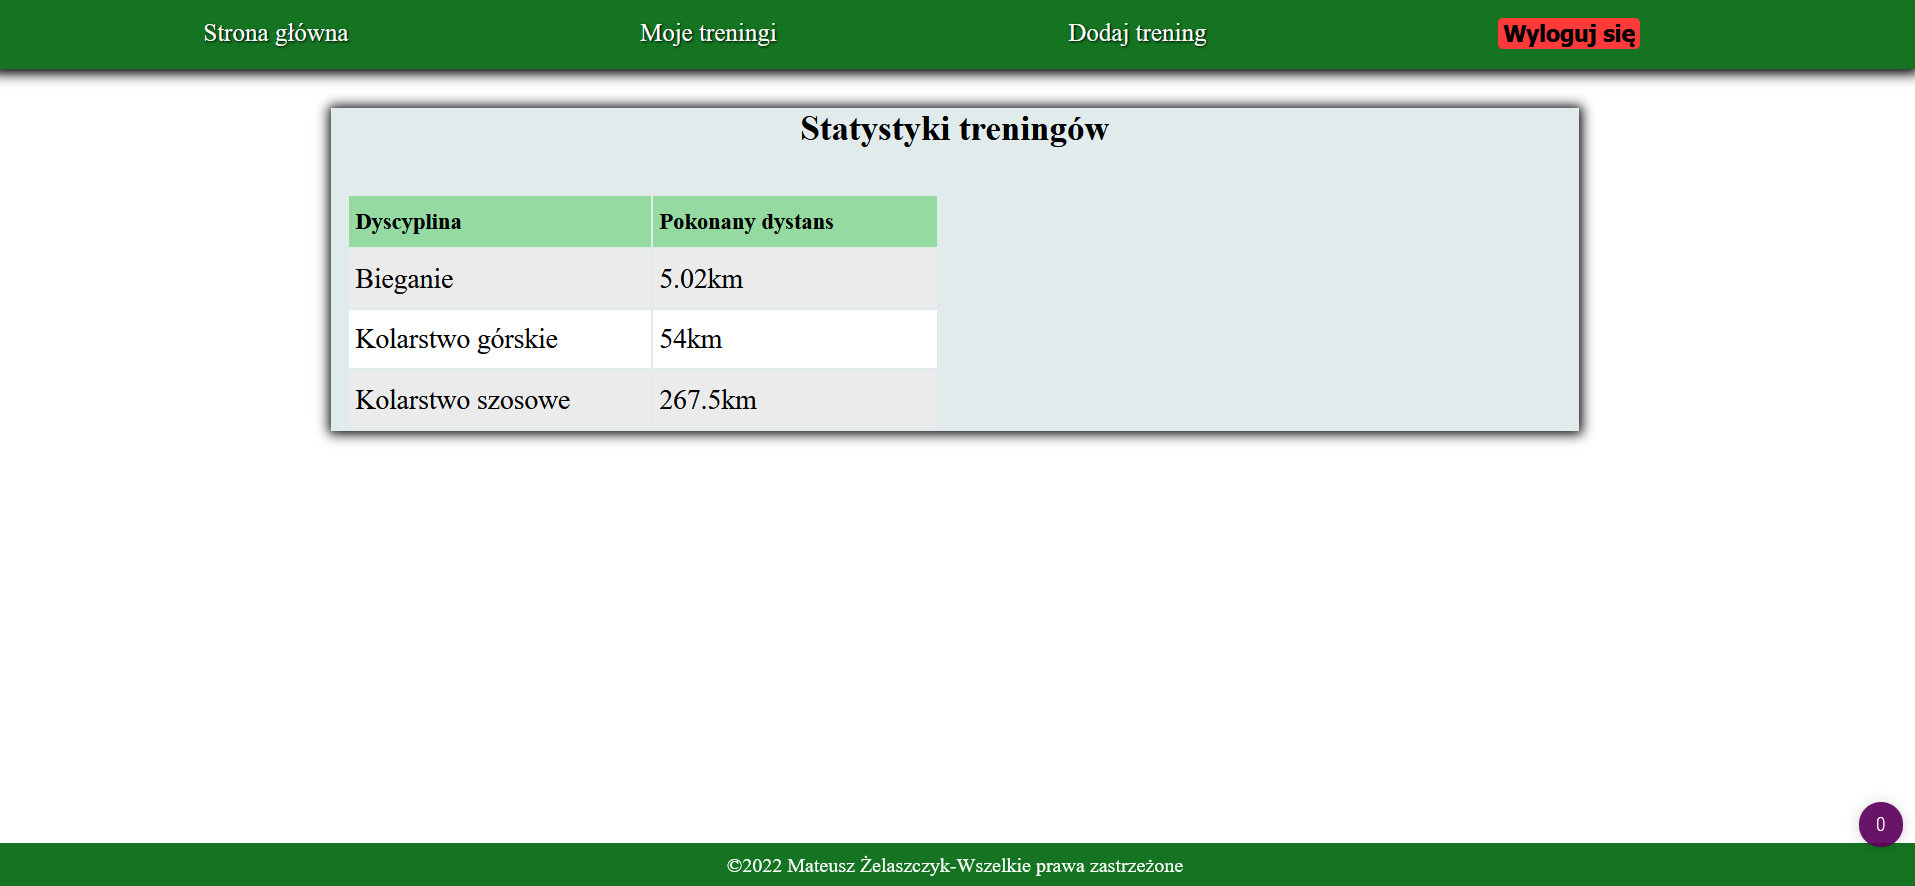 Strona główna Moje treningi Dodaj trening Wyloguj się
Statystyki treningów
Dyscyplina Pokonany dystans
Bieganie 5.02km
Kolarstwo górskie 54km
Kolarstwo szosowe 267.5km
0
©2022 Mateusz Żelaszczyk-Wszelkie prawa zastrzeżone